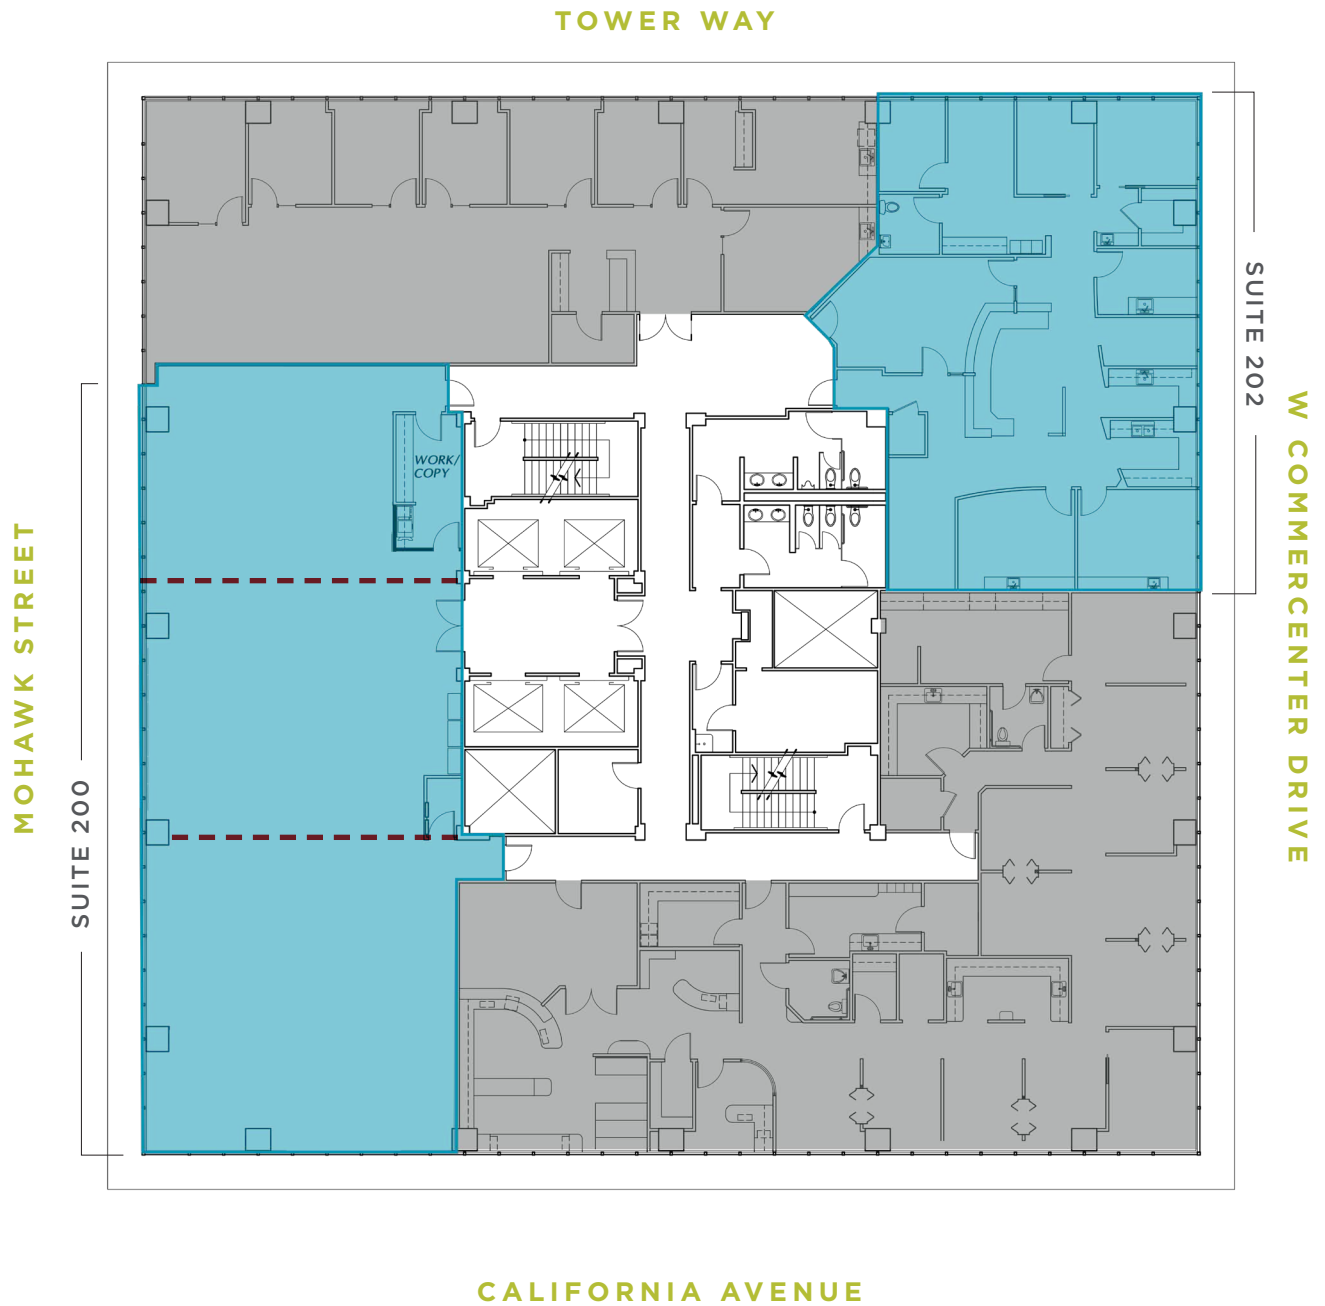 TOWER WAY
SUITE 202
WORK/
COPY
W COMMERCENTER DRIVE
MOHAWK STREET
SUITE 200
CALIFORNIA AVENUE